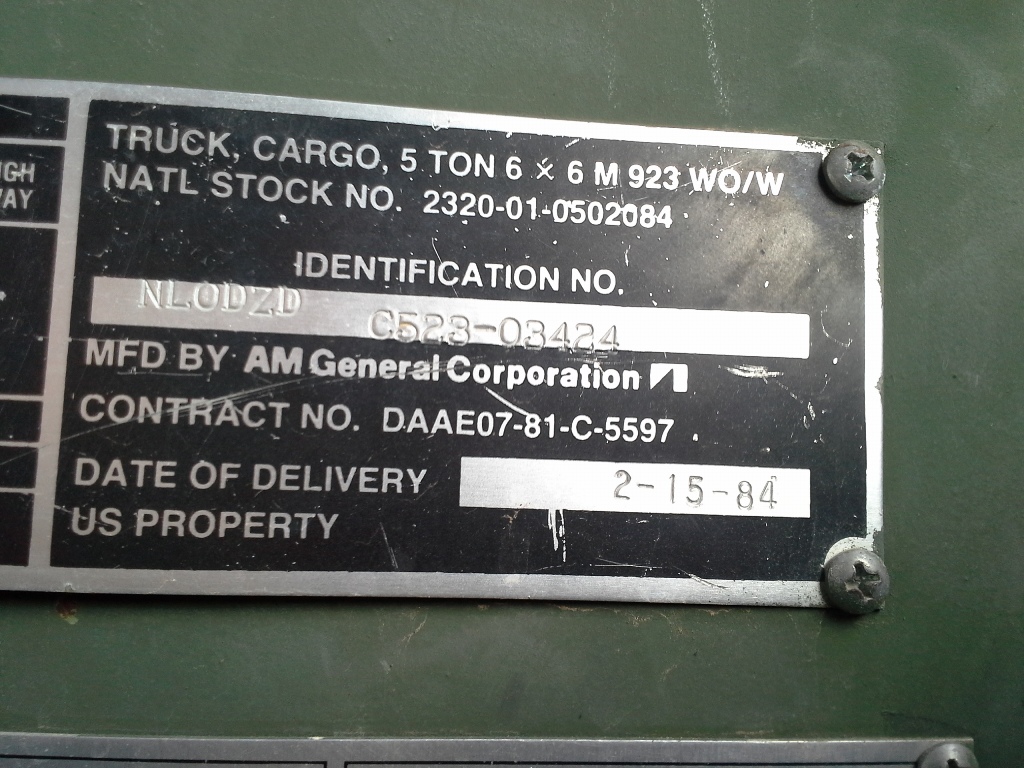 TRUCK, CARGO, 5 TON 6 × 6 M 923 WO/W
NATL STOCK NO. 2320-01-0502084
IDENTIFICATION NO.
NL0DZD C523-03424
MFD BY AM General Corporation
CONTRACT NO. DAAE07-81-C-5597
DATE OF DELIVERY 2-15-84
US PROPERTY